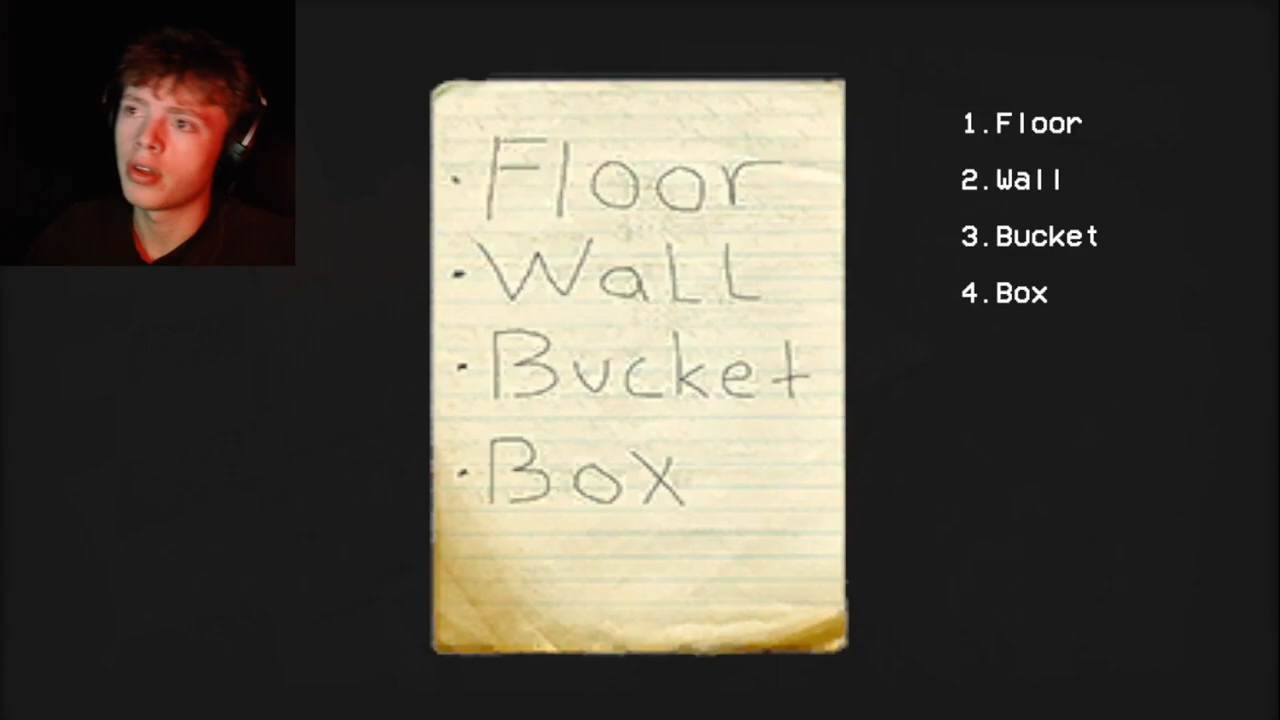 · Floor
· Wall
· Bucket
· Box
1.Floor
2.Wall
3.Bucket
4.Box